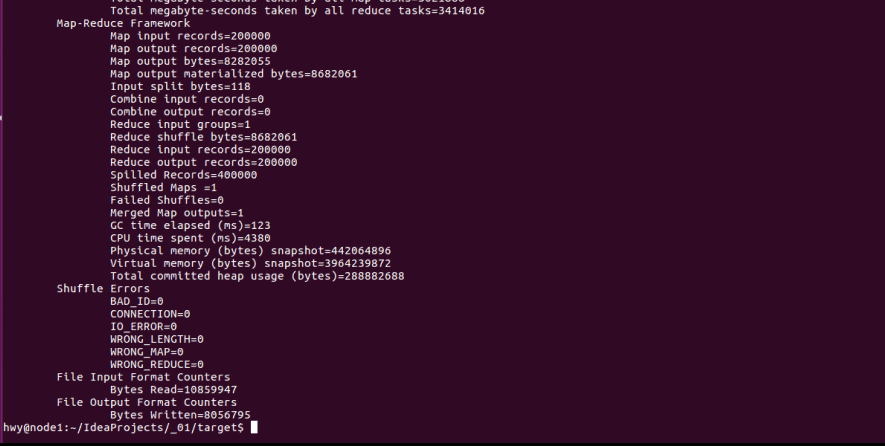 Total megabyte-seconds taken by all map tasks=3621888
Total megabyte-seconds taken by all reduce tasks=3414016
Map-Reduce Framework
Map input records=200000
Map output records=200000
Map output bytes=8282055
Map output materialized bytes=8682061
Input split bytes=118
Combine input records=0
Combine output records=0
Reduce input groups=1
Reduce shuffle bytes=8682061
Reduce input records=200000
Reduce output records=200000
Spilled Records=400000
Shuffled Maps =1
Failed Shuffles=0
Merged Map outputs=1
GC time elapsed (ms)=123
CPU time spent (ms)=4380
Physical memory (bytes) snapshot=442064896
Virtual memory (bytes) snapshot=3964239872
Total committed heap usage (bytes)=288882688
Shuffle Errors
BAD_ID=0
CONNECTION=0
IO_ERROR=0
WRONG_LENGTH=0
WRONG_MAP=0
WRONG_REDUCE=0
File Input Format Counters
Bytes Read=10859947
File Output Format Counters
Bytes Written=8056795
hwy@node1:~/IdeaProjects/_01/target$